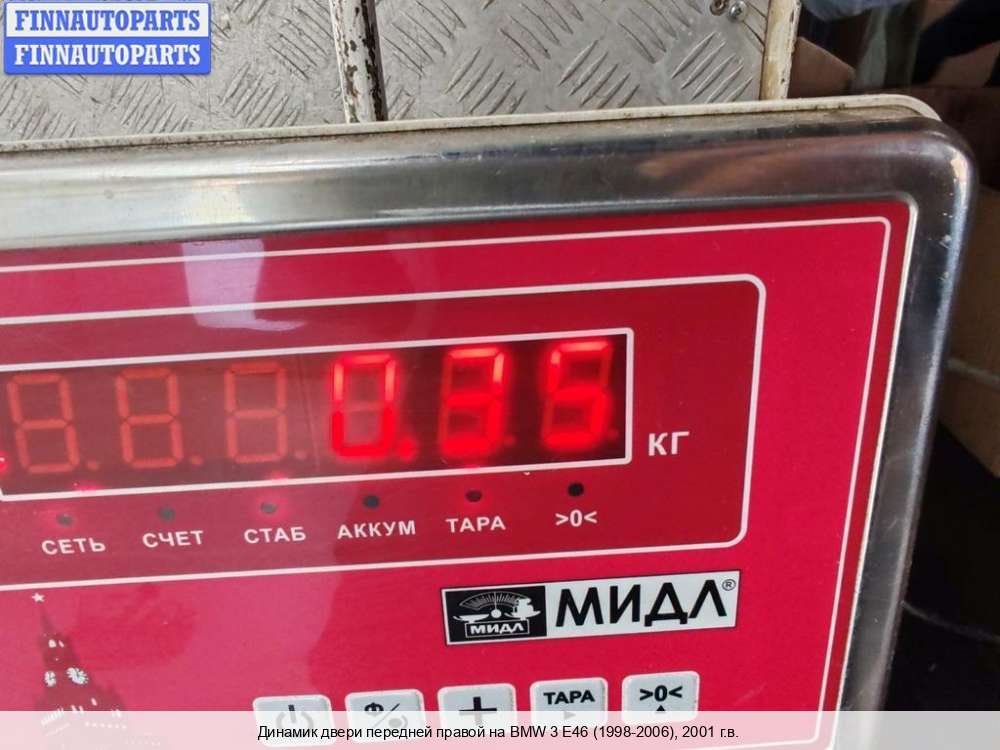 FINNAUTOPARTS
FINNAUTOPARTS
0.35
КГ
СЕТЬ СЧЕТ СТАБ АККУМ ТАРА >0<
МИДЛ МИДЛ®
Ф/ + ТАРА >0<
Динамик двери передней правой на BMW 3 E46 (1998-2006), 2001 г.в.